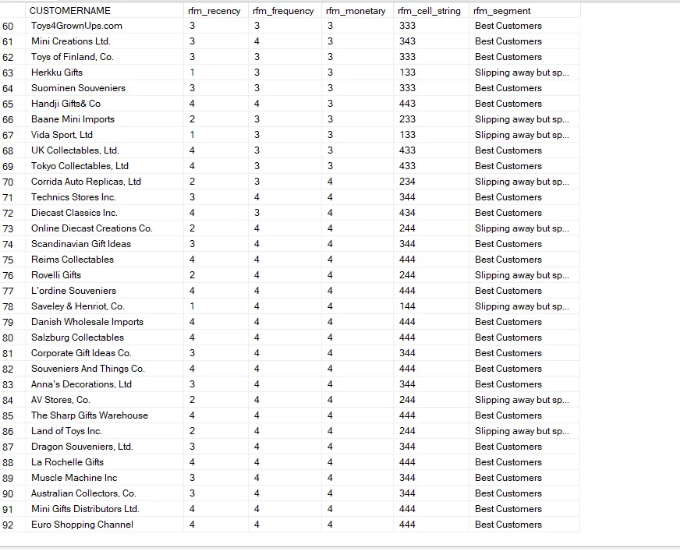 CUSTOMERNAME rfm_recency rfm_frequency rfm_monetary rfm_cell_string rfm_segment
60 Toys4GrownUps.com 3 3 3 333 Best Customers
61 Mini Creations Ltd. 3 4 3 343 Best Customers
62 Toys of Finland, Co. 3 3 3 333 Best Customers
63 Herkku Gifts 1 3 3 133 Slipping away but sp...
64 Suominen Souveniers 3 3 3 333 Best Customers
65 Handji Gifts& Co 4 4 3 443 Best Customers
66 Baane Mini Imports 2 3 3 233 Slipping away but sp...
67 Vida Sport, Ltd 1 3 3 133 Slipping away but sp...
68 UK Collectables, Ltd. 4 3 3 433 Best Customers
69 Tokyo Collectables, Ltd 4 3 3 433 Best Customers
70 Corrida Auto Replicas, Ltd 2 3 4 234 Slipping away but sp...
71 Technics Stores Inc. 3 4 4 344 Best Customers
72 Diecast Classics Inc. 4 3 4 434 Best Customers
73 Online Diecast Creations Co. 2 4 4 244 Slipping away but sp...
74 Scandinavian Gift Ideas 3 4 4 344 Best Customers
75 Reims Collectables 4 4 4 444 Best Customers
76 Rovelli Gifts 2 4 4 244 Slipping away but sp...
77 L'ordine Souveniers 4 4 4 444 Best Customers
78 Saveley & Henriot, Co. 1 4 4 144 Slipping away but sp...
79 Danish Wholesale Imports 4 4 4 444 Best Customers
80 Salzburg Collectables 4 4 4 444 Best Customers
81 Corporate Gift Ideas Co. 3 4 4 344 Best Customers
82 Souveniers And Things Co. 4 4 4 444 Best Customers
83 Anna's Decorations, Ltd 3 4 4 344 Best Customers
84 AV Stores, Co. 2 4 4 244 Slipping away but sp...
85 The Sharp Gifts Warehouse 4 4 4 444 Best Customers
86 Land of Toys Inc. 2 4 4 244 Slipping away but sp...
87 Dragon Souveniers, Ltd. 3 4 4 344 Best Customers
88 La Rochelle Gifts 4 4 4 444 Best Customers
89 Muscle Machine Inc 3 4 4 344 Best Customers
90 Australian Collectors, Co. 3 4 4 344 Best Customers
91 Mini Gifts Distributors Ltd. 4 4 4 444 Best Customers
92 Euro Shopping Channel 4 4 4 444 Best Customers